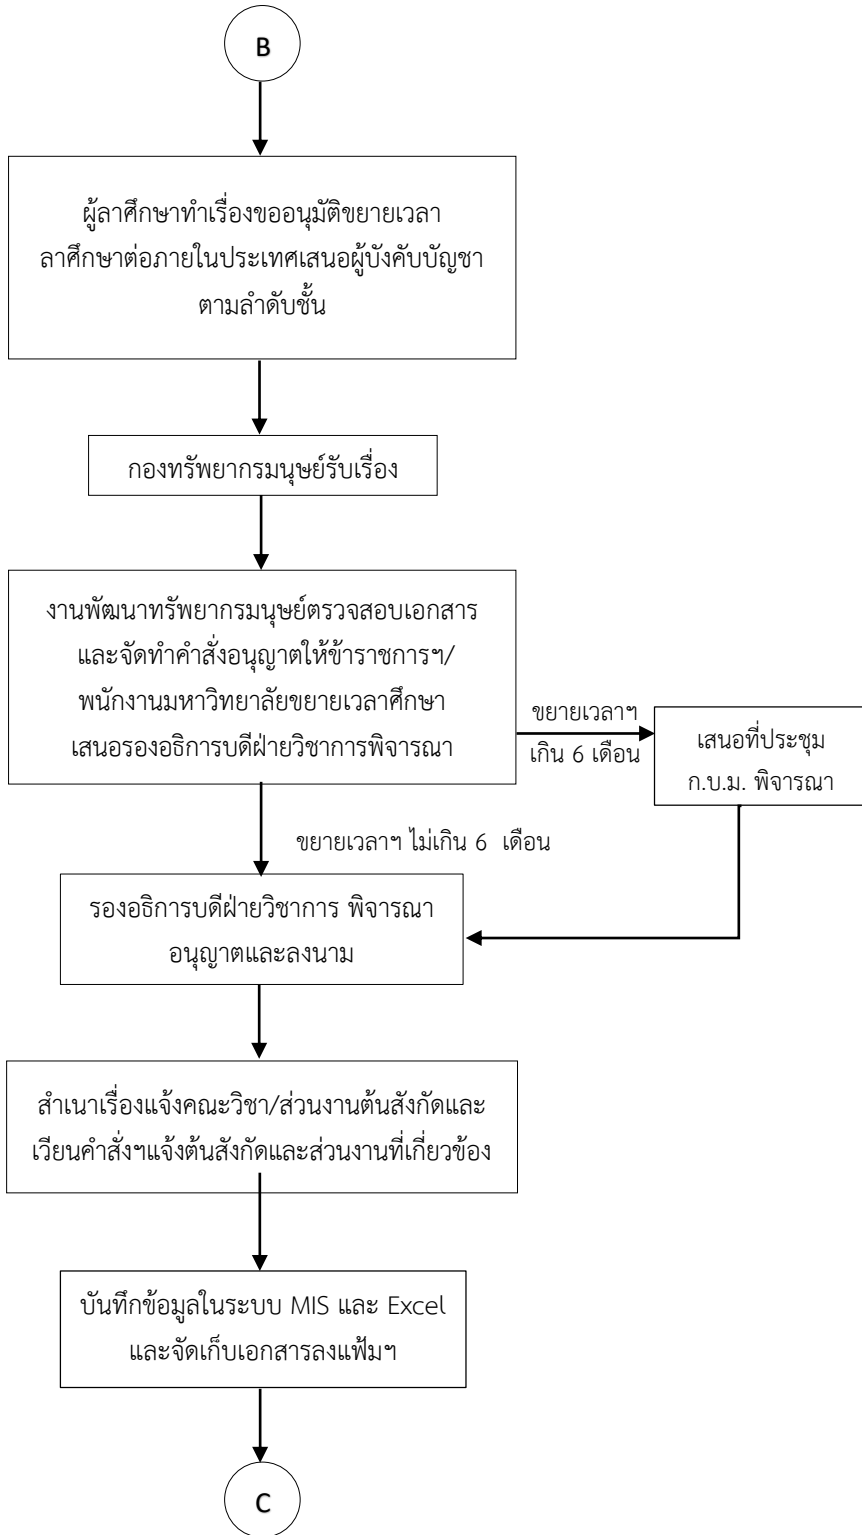 B
ผู้ลาศึกษาทำเรื่องขออนุมัติขยายเวลา
ลาศึกษาต่อภายในประเทศเสนอผู้บังคับบัญชา
ตามลำดับชั้น
กองทรัพยากรมนุษย์รับเรื่อง
งานพัฒนาทรัพยากรมนุษย์ตรวจสอบเอกสาร
และจัดทำคำสั่งอนุญาตให้ข้าราชการฯ/
พนักงานมหาวิทยาลัยขยายเวลาศึกษา
เสนอรองอธิการบดีฝ่ายวิชาการพิจารณา
ขยายเวลาฯ
เกิน 6 เดือน
เสนอที่ประชุม
ก.บ.ม. พิจารณา
ขยายเวลาฯ ไม่เกิน 6 เดือน
รองอธิการบดีฝ่ายวิชาการ พิจารณา
อนุญาตและลงนาม
สำเนาเรื่องแจ้งคณะวิชา/ส่วนงานต้นสังกัดและ
เวียนคำสั่งฯแจ้งต้นสังกัดและส่วนงานที่เกี่ยวข้อง
บันทึกข้อมูลในระบบ MIS และ Excel
และจัดเก็บเอกสารลงแฟ้มฯ
C